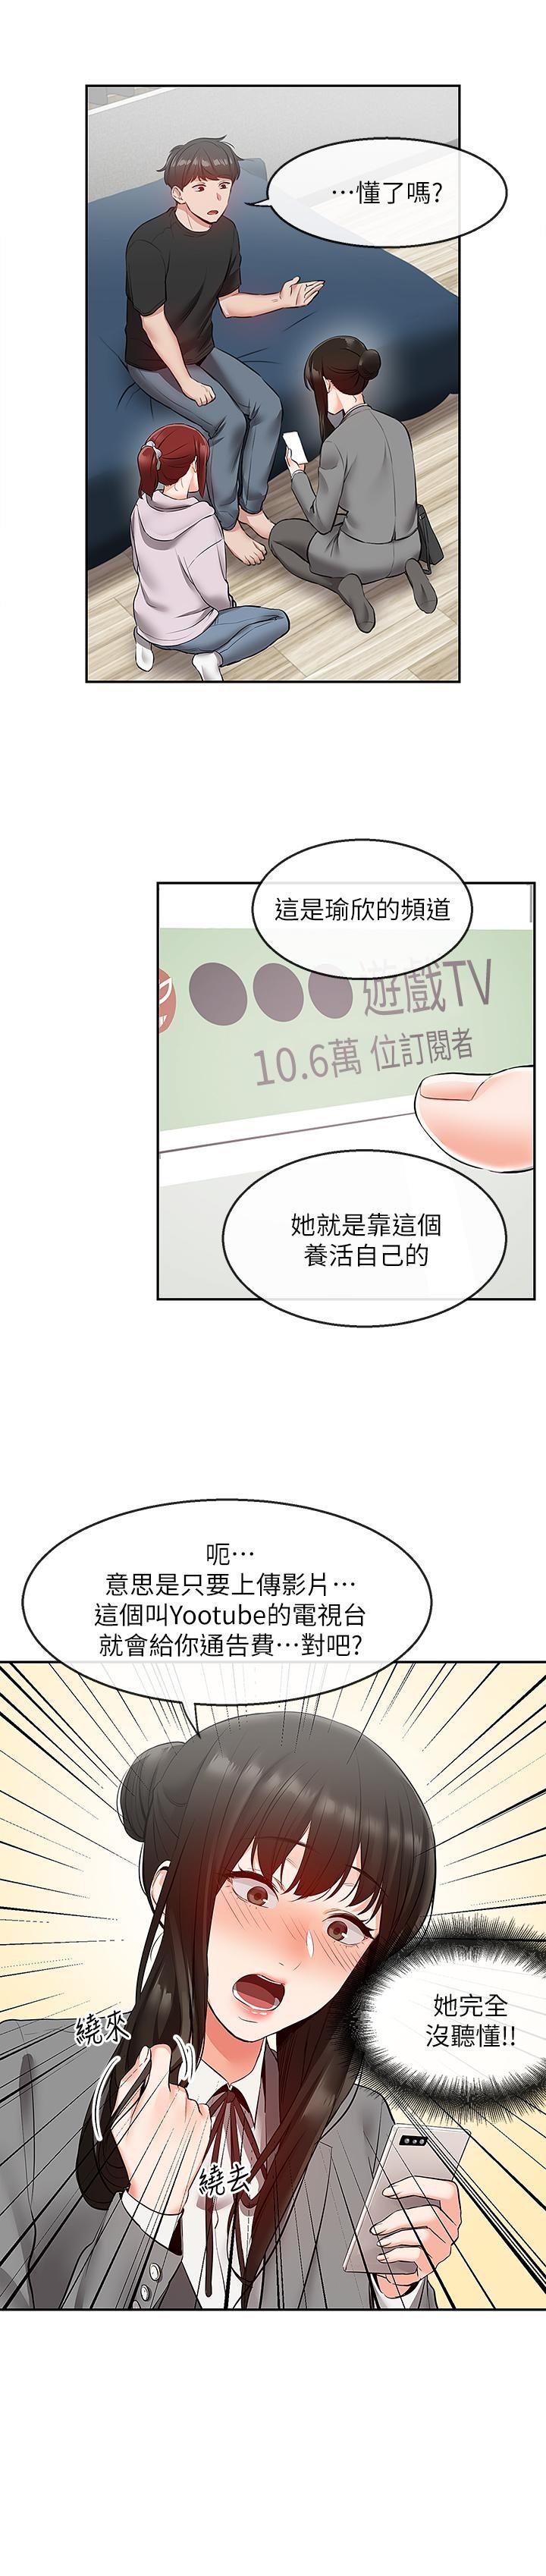 …懂了嗎?
這是瑜欣的頻道
●●●遊戲TV
10.6萬 位訂閱者
她就是靠這個
養活自己的
呃…
意思是只要上傳影片…
這個叫Yootube的電視台
就會給你通告費…對吧?
她完全
沒聽懂!!
繞來
繞去